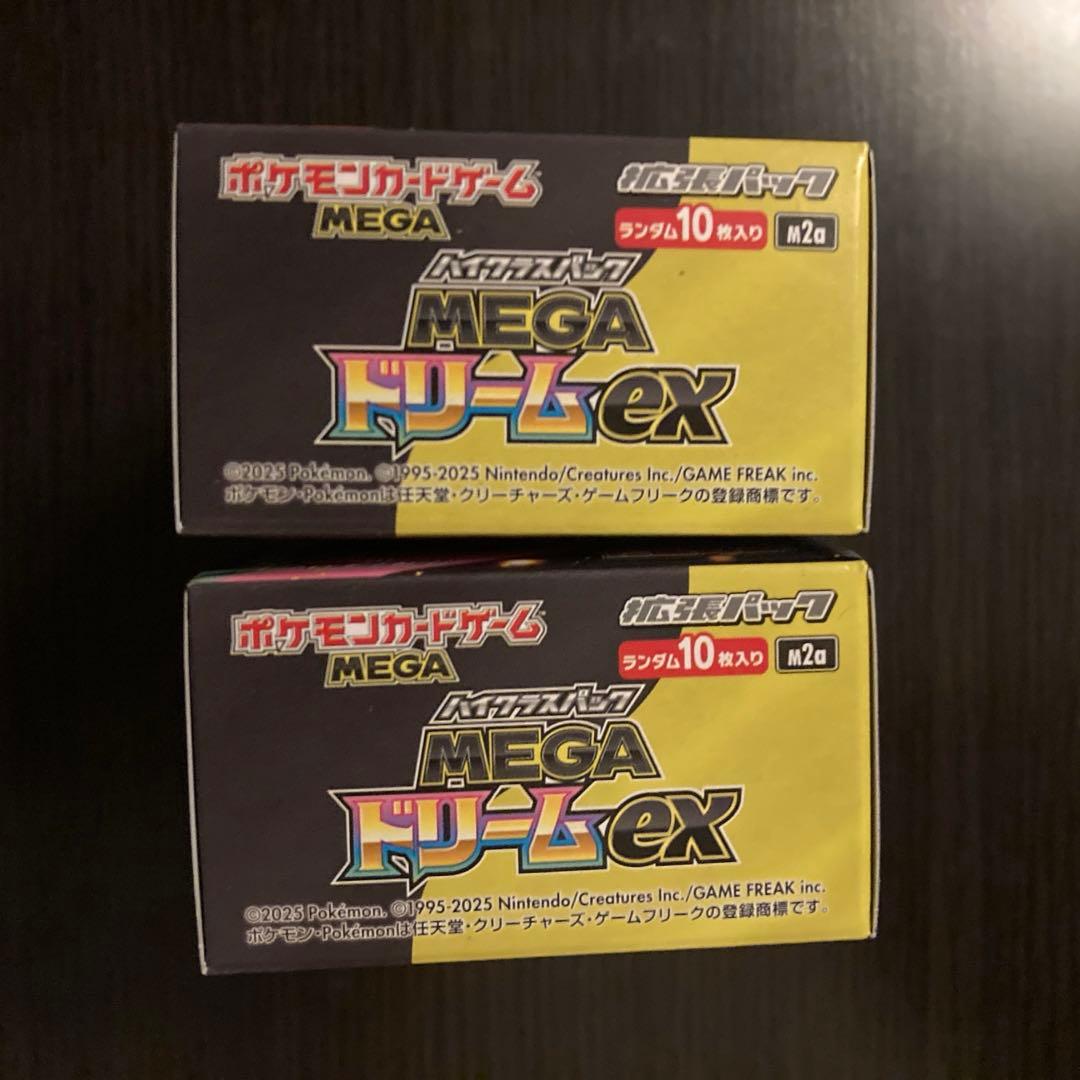 ポケモンカードゲーム
MEGA
拡張パック
ランダム10枚入り M2a
ハイクラスパック
MEGA
ドリームex
©2025 Pokémon. ©1995-2025 Nintendo/Creatures Inc./GAME FREAK inc.
ポケモン・Pokémonは任天堂・クリーチャーズ・ゲームフリークの登録商標です。
ポケモンカードゲーム
MEGA
拡張パック
ランダム10枚入り M2a
ハイクラスパック
MEGA
ドリームex
©2025 Pokémon. ©1995-2025 Nintendo/Creatures Inc./GAME FREAK inc.
ポケモン・Pokémonは任天堂・クリーチャーズ・ゲームフリークの登録商標です。